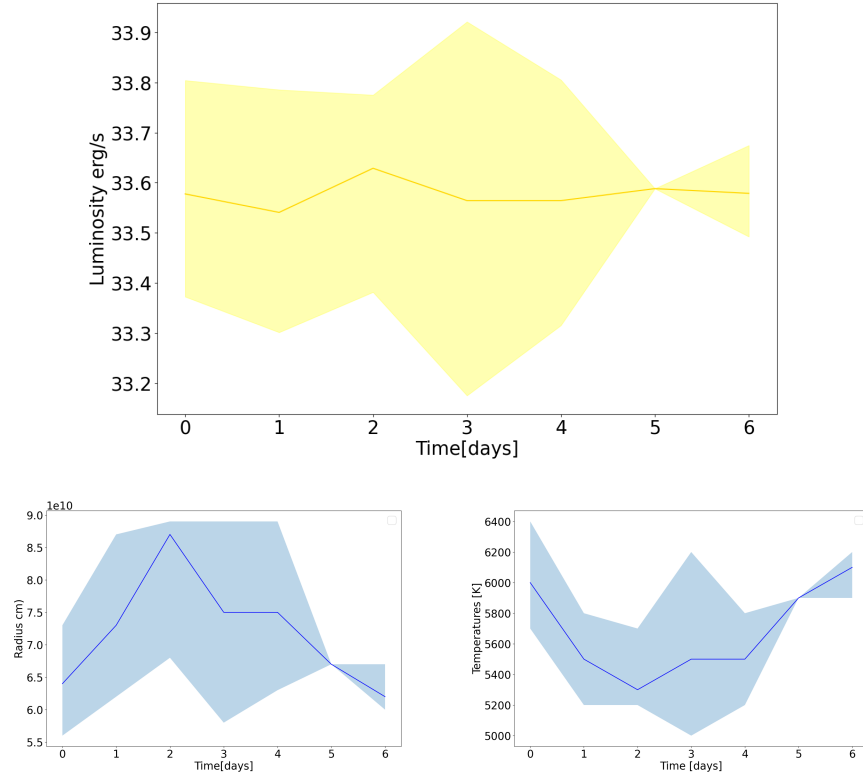 33.9
33.8
33.7
33.6
33.5
33.4
33.3
33.2
Luminosity erg/s
0 1 2 3 4 5 6
Time[days]
1e10
9.0
8.5
8.0
7.5
7.0
6.5
6.0
5.5
Radius cm)
0 1 2 3 4 5 6
Time[days]
6400
6200
6000
5800
5600
5400
5200
5000
Temperatures [K]
0 1 2 3 4 5 6
Time [days]